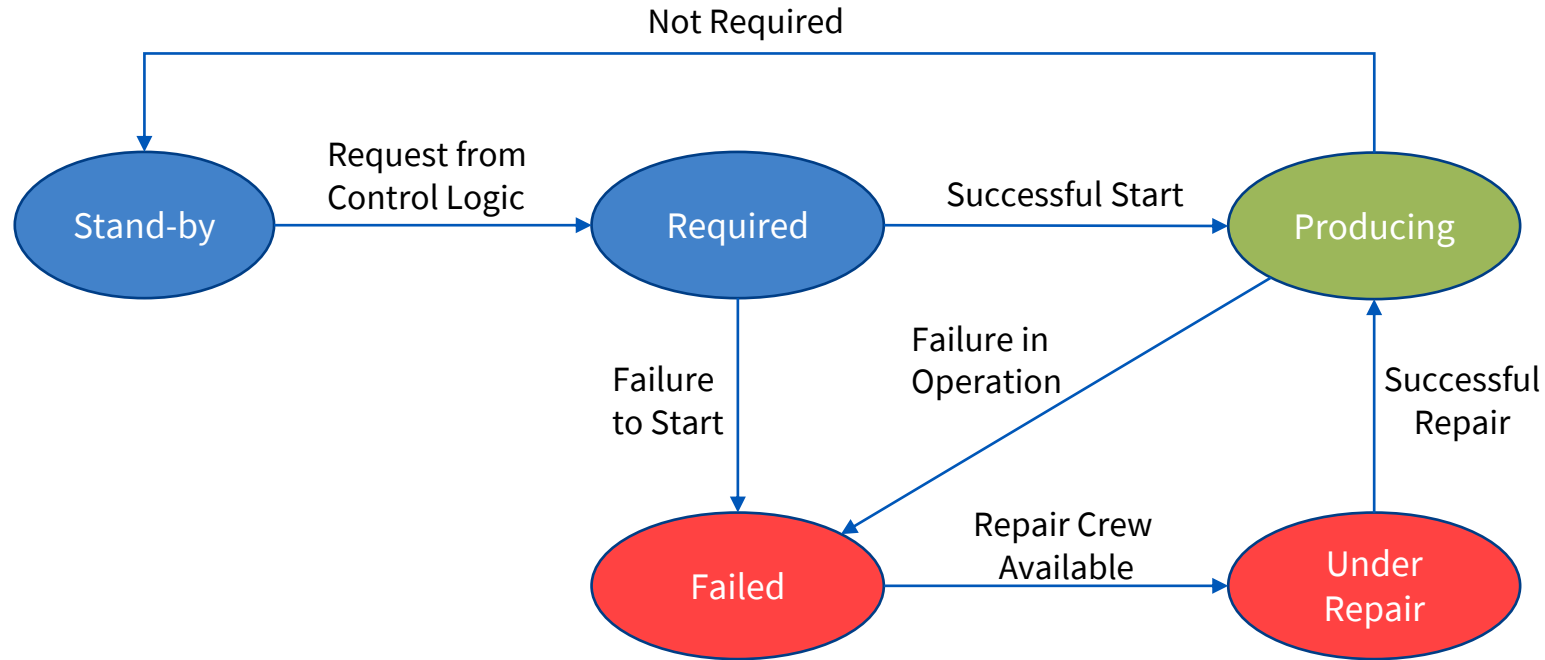 Not Required
Request from
Control Logic
Stand-by
Required
Successful Start
Producing
Failure
to Start
Failure in
Operation
Successful
Repair
Repair Crew
Available
Failed
Under
Repair